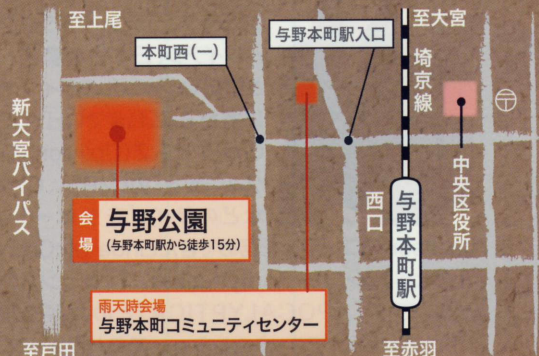 至上尾
本町西(一)
与野本町駅入口
至大宮
埼京線
新大宮バイパス
中央区役所
西口
与野本町駅
会場
与野公園
(与野本町駅から徒歩15分)
雨天時会場
与野本町コミュニティセンター
至戸田
至赤羽